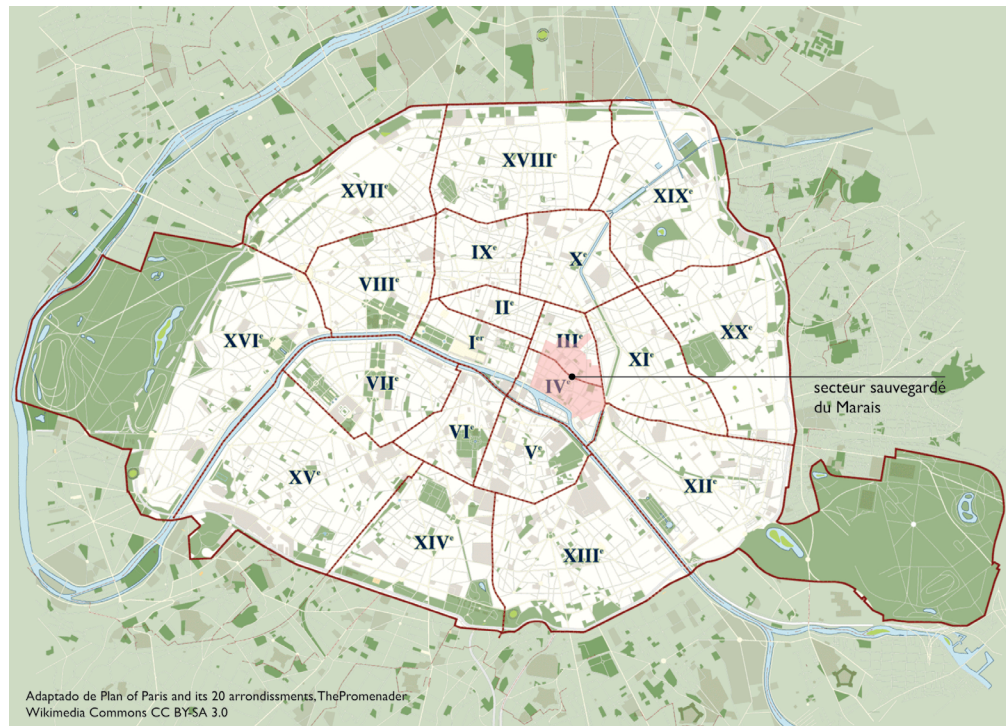 XVIIIᵉ
XVIIᵉ
XIXᵉ
IXᵉ
Xᵉ
VIIIᵉ
IIᵉ
Iᵉʳ
IIIᵉ
XVIᵉ
XXᵉ
XIᵉ
VIIᵉ
IVᵉ
secteur sauvegardé
du Marais
VIᵉ
Vᵉ
XVᵉ
XIIᵉ
XIVᵉ
XIIIᵉ
Adaptado de Plan of Paris and its 20 arrondissments, ThePromenader
Wikimedia Commons CC BY-SA 3.0